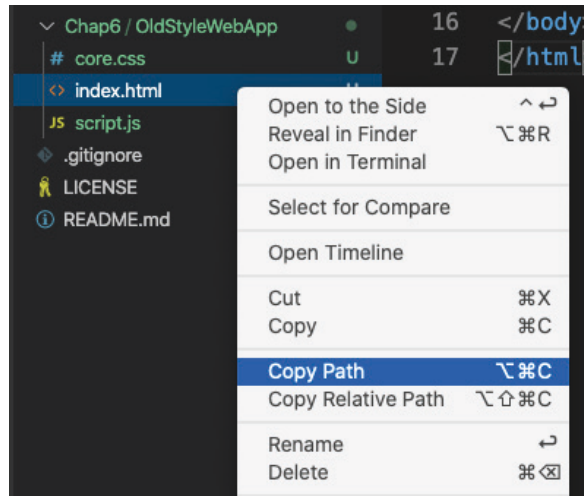 Chap6 / OldStyleWebApp
# core.css U
<> index.html
JS script.js
.gitignore
LICENSE
README.md
16 </body
17 </html
Open to the Side ^ ↩
Reveal in Finder ⌥⌘R
Open in Terminal
Select for Compare
Open Timeline
Cut ⌘X
Copy ⌘C
Copy Path ⌥⌘C
Copy Relative Path ⌥⇧⌘C
Rename ↩
Delete ⌘⌫